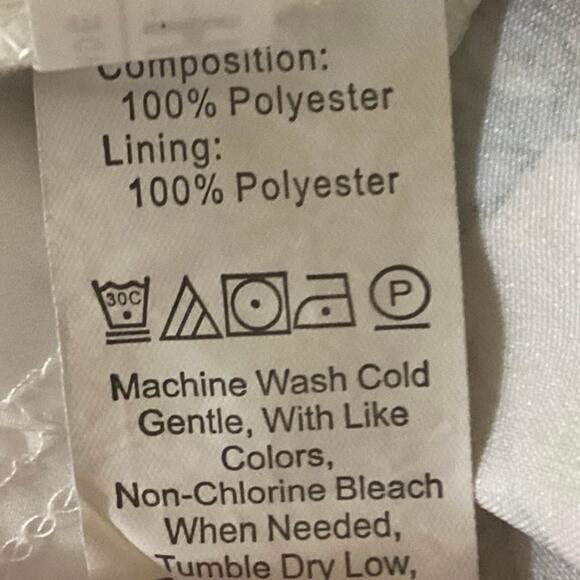 Composition:
100% Polyester
Lining:
100% Polyester
30C
P
Machine Wash Cold
Gentle, With Like
Colors,
Non-Chlorine Bleach
When Needed,
Tumble Dry Low,